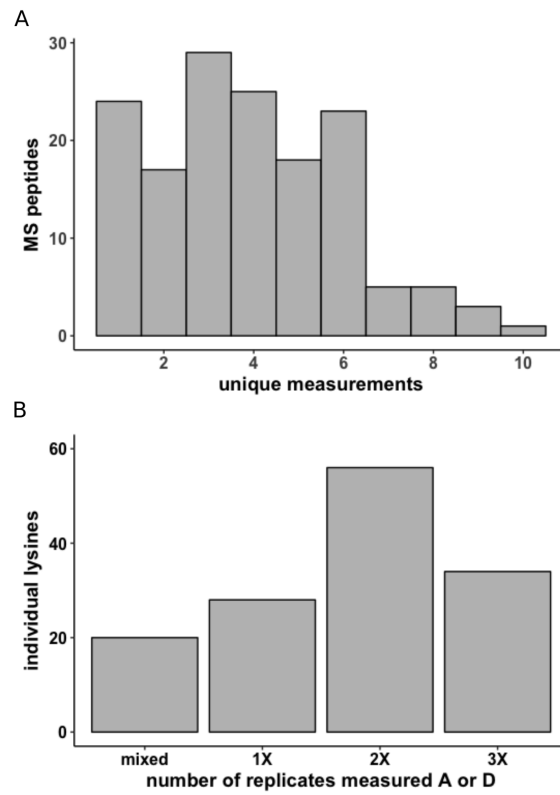 A
30
20
10
0
MS peptides
2 4 6 8 10
unique measurements
B
60
40
20
0
individual lysines
mixed 1X 2X 3X
number of replicates measured A or D